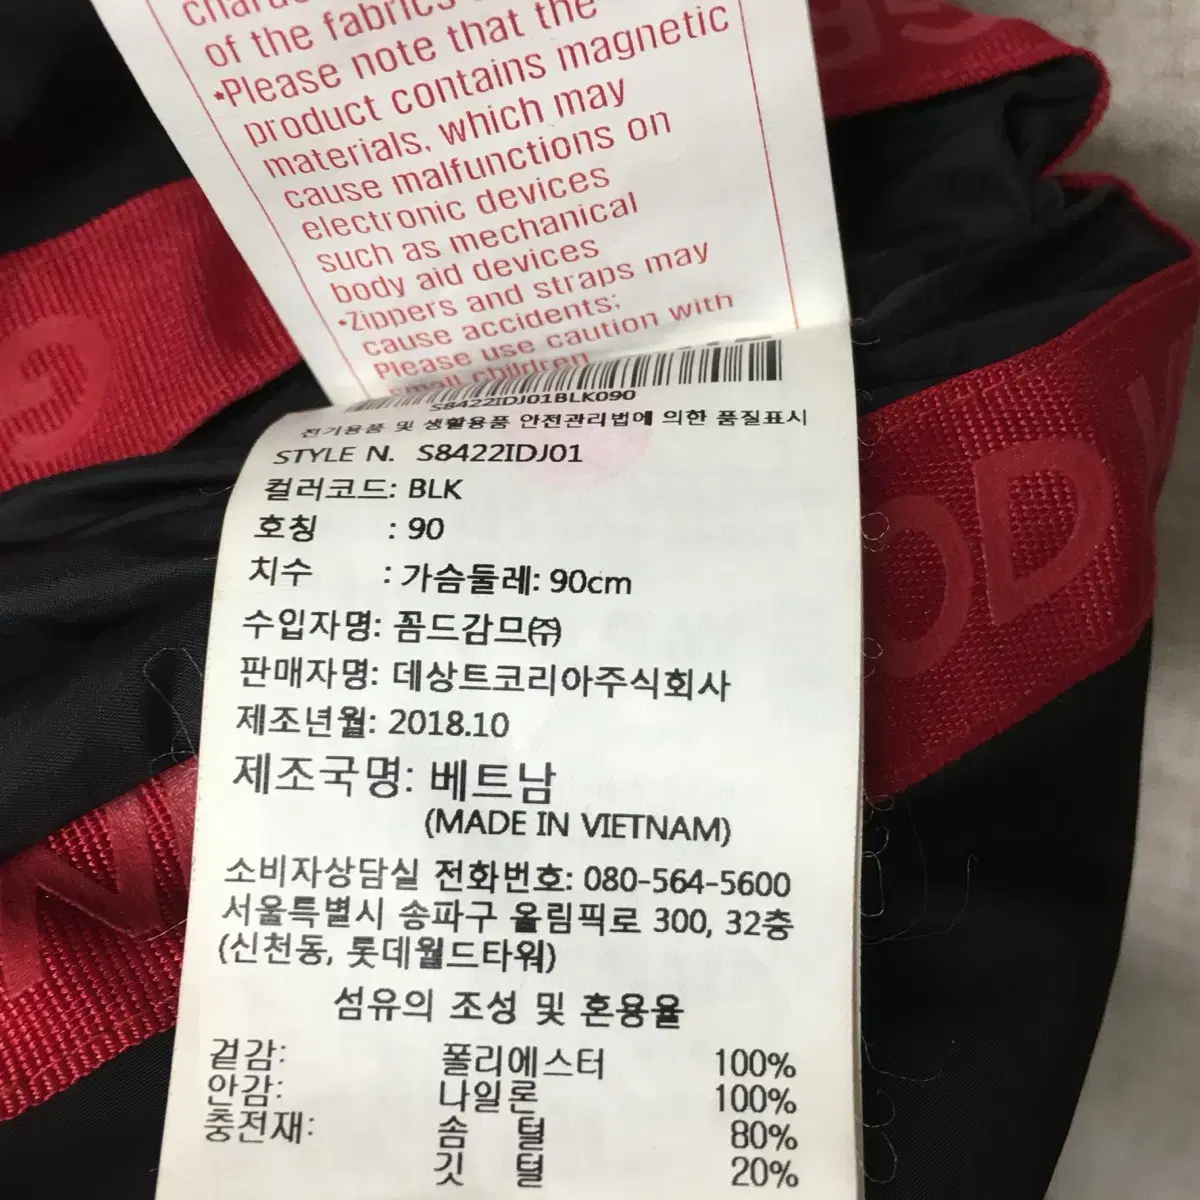 of the fabrics
•Please note that the
product contains magnetic
materials, which may
cause malfunctions on
electronic devices
such as mechanical
body aid devices
•Zippers and straps may
cause accidents;
Please use caution with
small children
S8422IDJ01BLK090
전기용품 및 생활용품 안전관리법에 의한 품질표시
STYLE N. S8422IDJ01
컬러코드: BLK
호칭 : 90
치수 : 가슴둘레: 90cm
수입자명: 꼼드감므㈜
판매자명: 데상트코리아주식회사
제조년월: 2018.10
제조국명: 베트남
(MADE IN VIETNAM)
소비자상담실 전화번호: 080-564-5600
서울특별시 송파구 올림픽로 300, 32층
(신천동, 롯데월드타워)
섬유의 조성 및 혼용율
겉감: 폴리에스터 100%
안감: 나일론 100%
충전재: 솜 털 80%
깃 털 20%